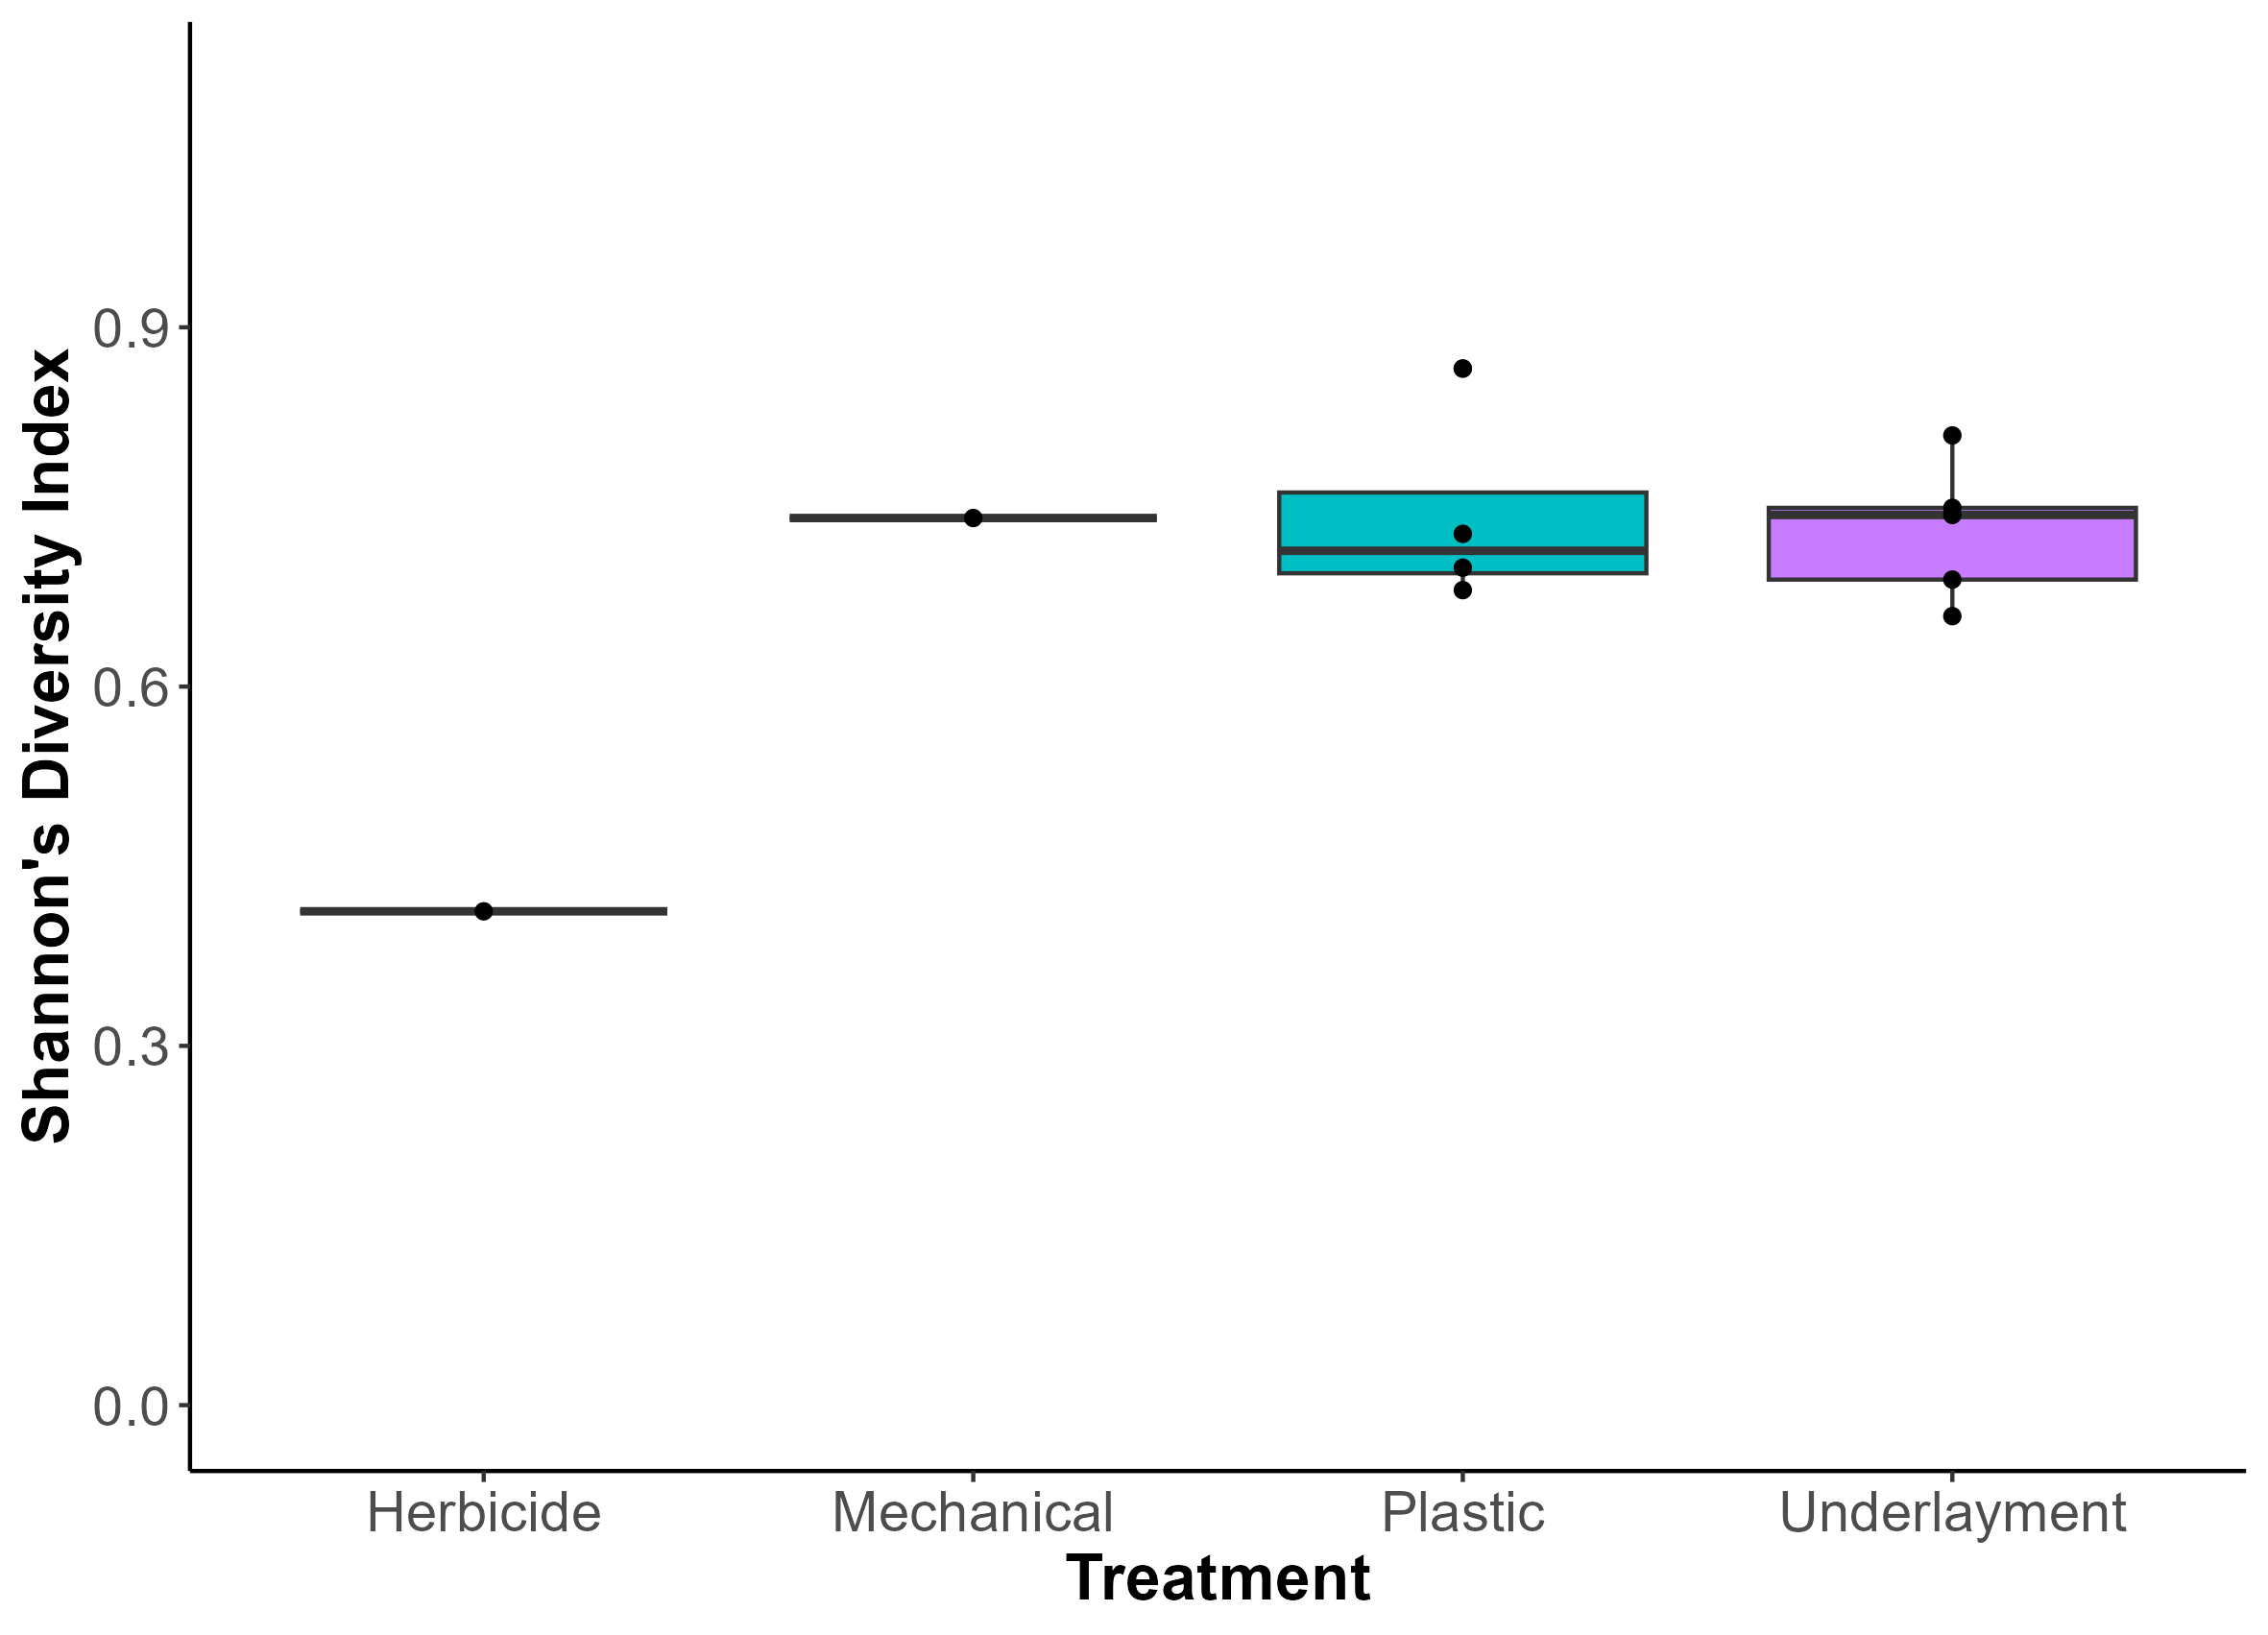 Shannon's Diversity Index
0.9
0.6
0.3
0.0
Herbicide Mechanical Plastic Underlayment
Treatment